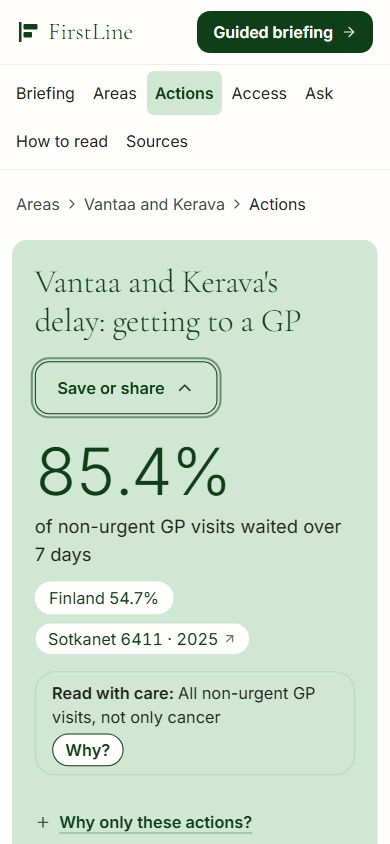 FirstLine
Guided briefing →
Briefing Areas Actions Access Ask
How to read Sources
Areas > Vantaa and Kerava > Actions
Vantaa and Kerava's
delay: getting to a GP
Save or share
85.4%
of non-urgent GP visits waited over
7 days
Finland 54.7%
Sotkanet 6411 · 2025 ↗
Read with care: All non-urgent GP
visits, not only cancer
Why?
+ Why only these actions?